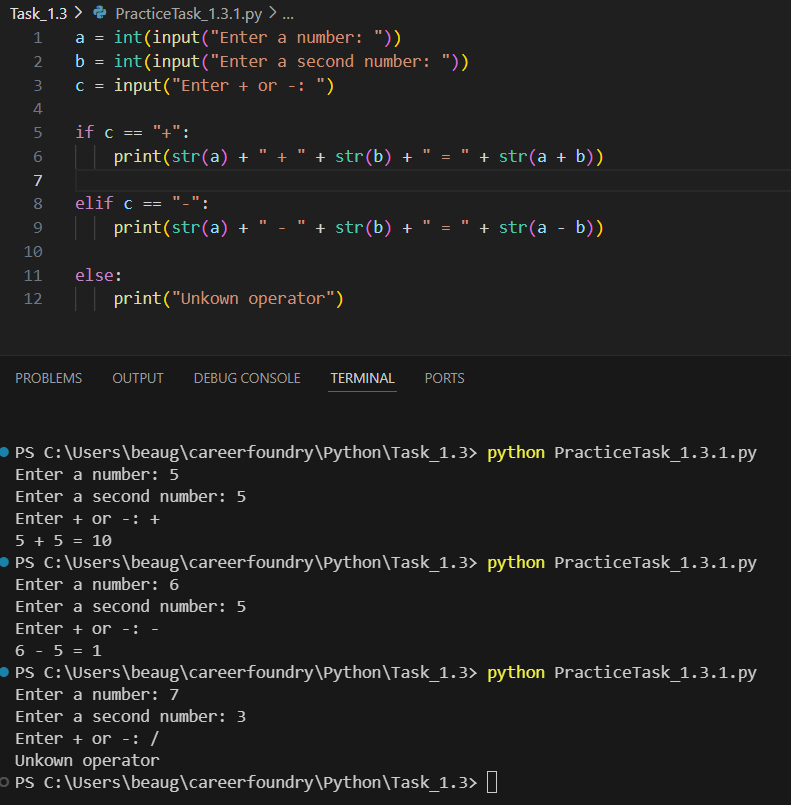 Task_1.3 > PracticeTask_1.3.1.py > ...
1 a = int(input("Enter a number: "))
2 b = int(input("Enter a second number: "))
3 c = input("Enter + or -: ")
4
5 if c == "+":
6     print(str(a) + " + " + str(b) + " = " + str(a + b))
7
8 elif c == "-":
9     print(str(a) + " - " + str(b) + " = " + str(a - b))
10
11 else:
12     print("Unkown operator")
PROBLEMS OUTPUT DEBUG CONSOLE TERMINAL PORTS
PS C:\Users\beaug\careerfoundry\Python\Task_1.3> python PracticeTask_1.3.1.py
Enter a number: 5
Enter a second number: 5
Enter + or -: +
5 + 5 = 10
PS C:\Users\beaug\careerfoundry\Python\Task_1.3> python PracticeTask_1.3.1.py
Enter a number: 6
Enter a second number: 5
Enter + or -: -
6 - 5 = 1
PS C:\Users\beaug\careerfoundry\Python\Task_1.3> python PracticeTask_1.3.1.py
Enter a number: 7
Enter a second number: 3
Enter + or -: /
Unkown operator
PS C:\Users\beaug\careerfoundry\Python\Task_1.3>